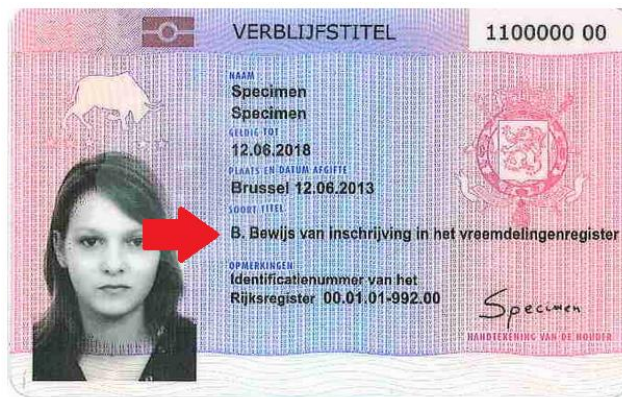 VERBLIJFSTITEL
1100000 00
NAAM
Specimen
Specimen
GELDIG TOT
12.06.2018
PLAATS EN DATUM AFGIFTE
Brussel 12.06.2013
SOORT TITEL
B. Bewijs van inschrijving in het vreemdelingenregister
OPMERKINGEN
Identificatienummer van het
Rijksregister 00.01.01-992.00
Specimen
HANDTEKENING VAN DE HOUDER